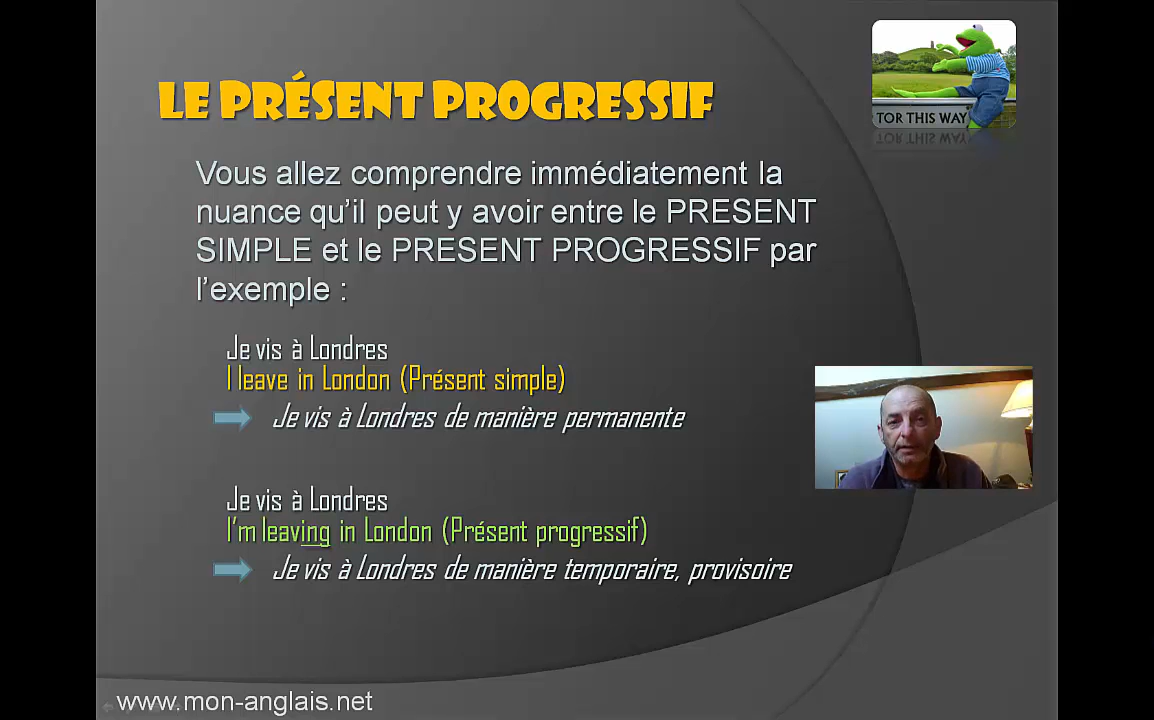 LE PRÉSENT PROGRESSIF
TOR THIS WAY
Vous allez comprendre immédiatement la
nuance qu'il peut y avoir entre le PRESENT
SIMPLE et le PRESENT PROGRESSIF par
l'exemple :
Je vis à Londres
I leave in London (Présent simple)
Je vis à Londres de manière permanente
Je vis à Londres
I'm leaving in London (Présent progressif)
Je vis à Londres de manière temporaire, provisoire
www.mon-anglais.net